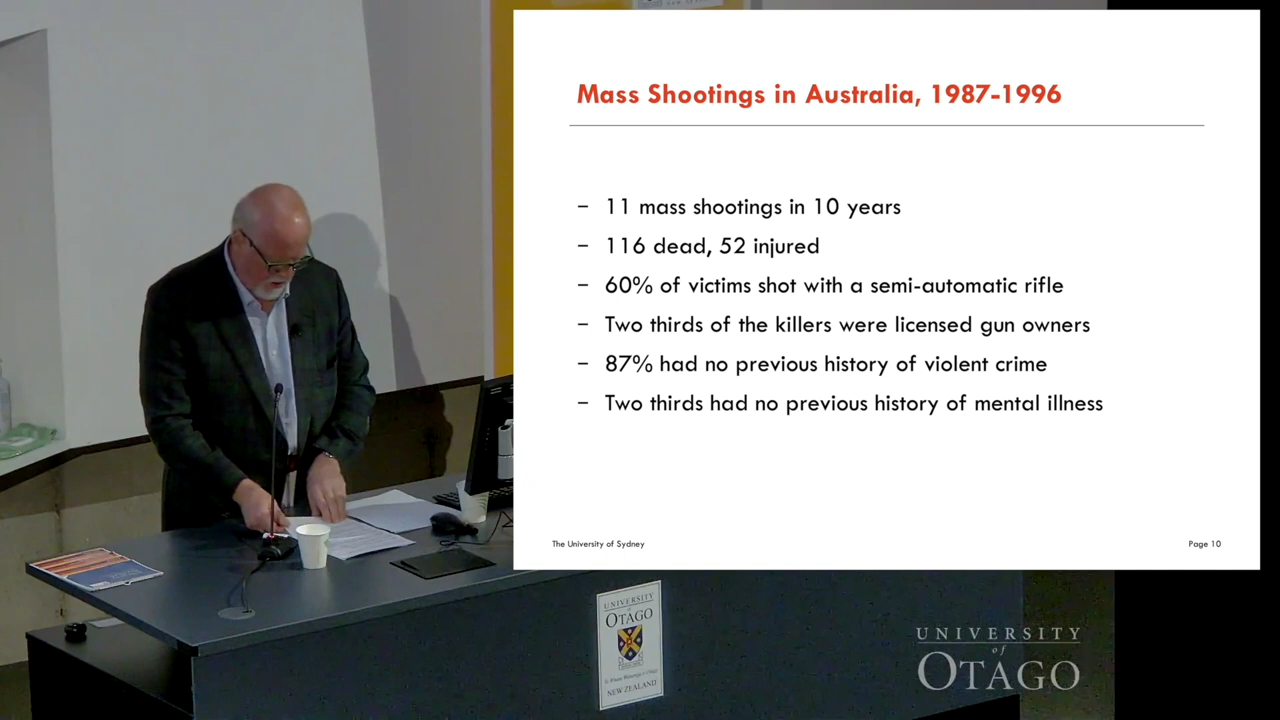 Mass Shootings in Australia, 1987-1996
– 11 mass shootings in 10 years
– 116 dead, 52 injured
– 60% of victims shot with a semi-automatic rifle
– Two thirds of the killers were licensed gun owners
– 87% had no previous history of violent crime
– Two thirds had no previous history of mental illness
The University of Sydney
Page 10
UNIVERSITY
of
OTAGO
NEW ZEALAND
UNIVERSITY
of
OTAGO